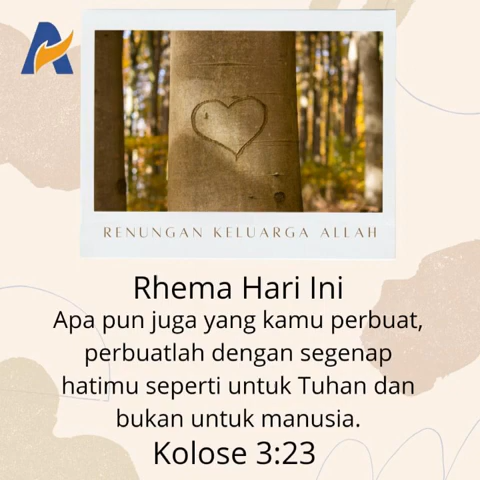 RENUNGAN KELUARGA ALLAH
Rhema Hari Ini
Apa pun juga yang kamu perbuat,
perbuatlah dengan segenap
hatimu seperti untuk Tuhan dan
bukan untuk manusia.
Kolose 3:23